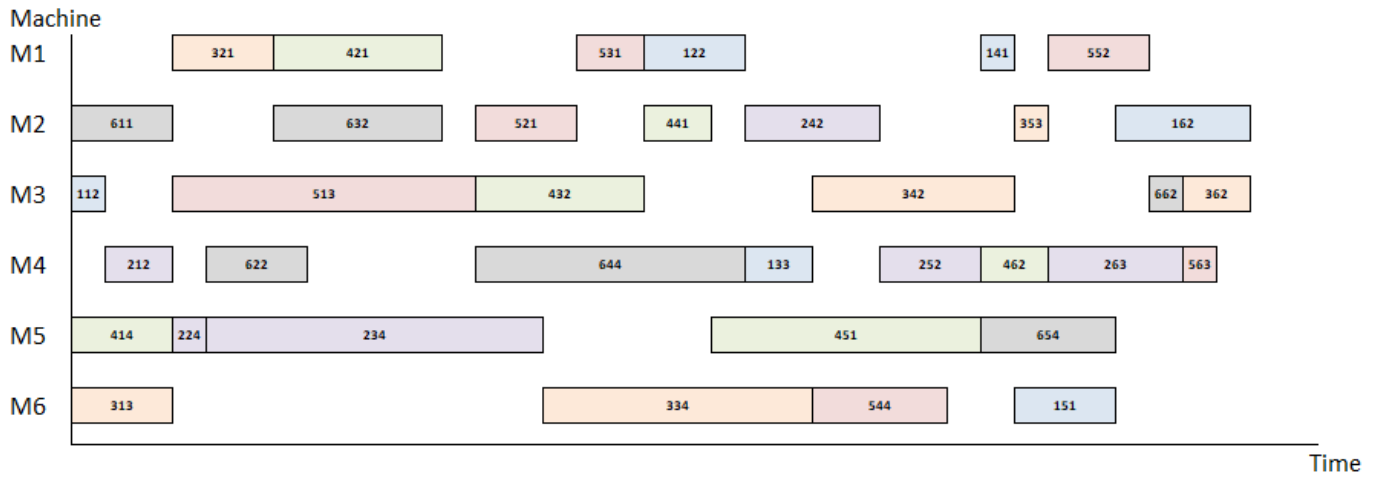 Machine
M1 321 421 531 122 141 552
M2 611 632 521 441 242 353 162
M3 112 513 432 342 662 362
M4 212 622 644 133 252 462 263 563
M5 414 224 234 451 654
M6 313 334 544 151
Time